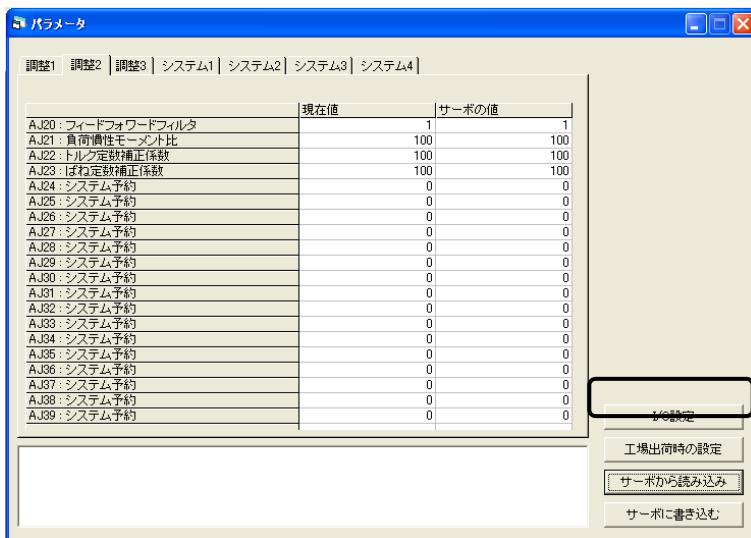 パラメータ
調整1 調整2 調整3 システム1 システム2 システム3 システム4
現在値 サーボの値
AJ20:フィードフォワードフィルタ 1 1
AJ21:負荷慣性モーメント比 100 100
AJ22:トルク定数補正係数 100 100
AJ23:ばね定数補正係数 100 100
AJ24:システム予約 0 0
AJ25:システム予約 0 0
AJ26:システム予約 0 0
AJ27:システム予約 0 0
AJ28:システム予約 0 0
AJ29:システム予約 0 0
AJ30:システム予約 0 0
AJ31:システム予約 0 0
AJ32:システム予約 0 0
AJ33:システム予約 0 0
AJ34:システム予約 0 0
AJ35:システム予約 0 0
AJ36:システム予約 0 0
AJ37:システム予約 0 0
AJ38:システム予約 0 0
AJ39:システム予約 0 0
I/O設定
工場出荷時の設定
サーボから読み込み
サーボに書き込む